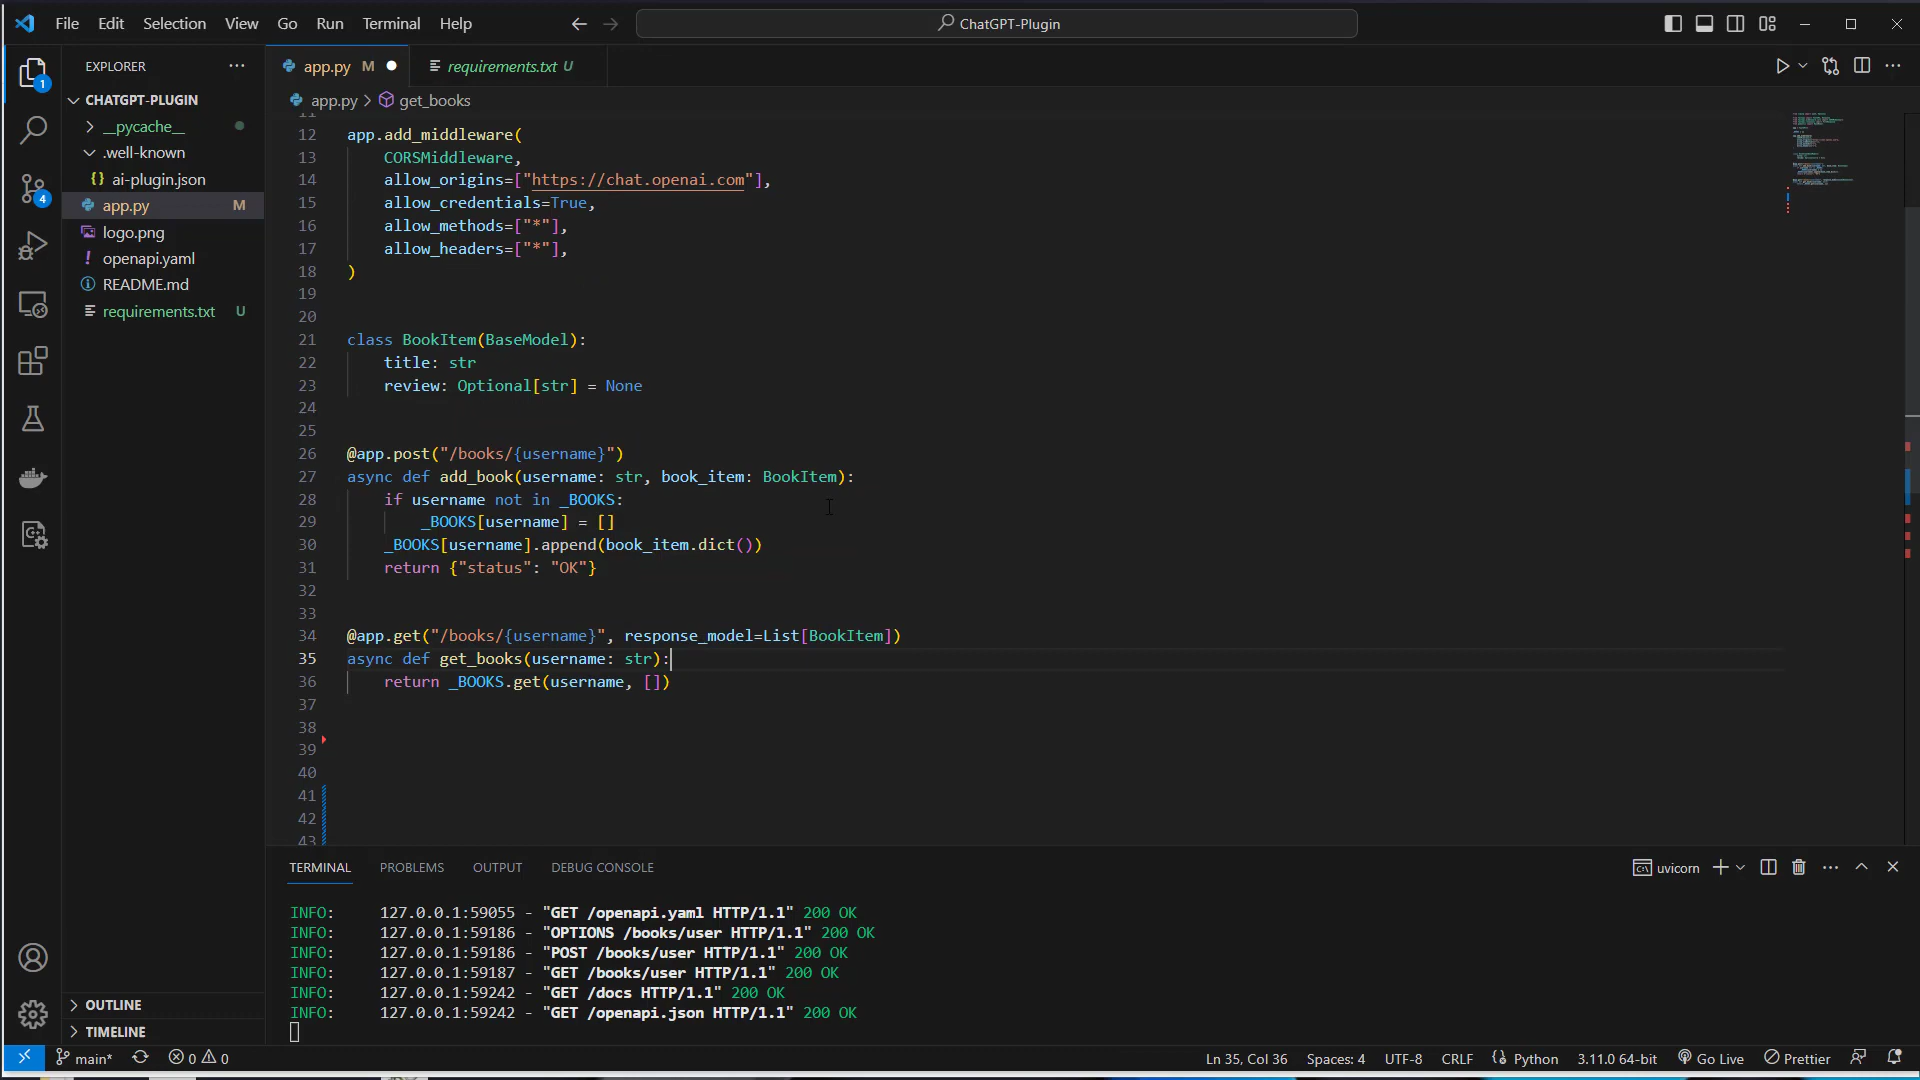 File Edit Selection View Go Run Terminal Help
ChatGPT-Plugin
EXPLORER
app.py M
requirements.txt U
1
CHATGPT-PLUGIN
app.py > get_books
__pycache__
.well-known
ai-plugin.json
4
app.py M
logo.png
openapi.yaml
README.md
requirements.txt U
12 app.add_middleware(
13 CORSMiddleware,
14 allow_origins=["https://chat.openai.com"],
15 allow_credentials=True,
16 allow_methods=["*"],
17 allow_headers=["*"],
18 )
19
20
21 class BookItem(BaseModel):
22 title: str
23 review: Optional[str] = None
24
25
26 @app.post("/books/{username}")
27 async def add_book(username: str, book_item: BookItem):
28 if username not in _BOOKS:
29 _BOOKS[username] = []
30 _BOOKS[username].append(book_item.dict())
31 return {"status": "OK"}
32
33
34 @app.get("/books/{username}", response_model=List[BookItem])
35 async def get_books(username: str):
36 return _BOOKS.get(username, [])
37
38
39
40
41
42
43
TERMINAL PROBLEMS OUTPUT DEBUG CONSOLE
uvicorn
INFO: 127.0.0.1:59055 - "GET /openapi.yaml HTTP/1.1" 200 OK
INFO: 127.0.0.1:59186 - "OPTIONS /books/user HTTP/1.1" 200 OK
INFO: 127.0.0.1:59186 - "POST /books/user HTTP/1.1" 200 OK
INFO: 127.0.0.1:59187 - "GET /books/user HTTP/1.1" 200 OK
INFO: 127.0.0.1:59242 - "GET /docs HTTP/1.1" 200 OK
INFO: 127.0.0.1:59242 - "GET /openapi.json HTTP/1.1" 200 OK
OUTLINE
TIMELINE
main* 0 0 Ln 35, Col 36 Spaces: 4 UTF-8 CRLF Python 3.11.0 64-bit Go Live Prettier